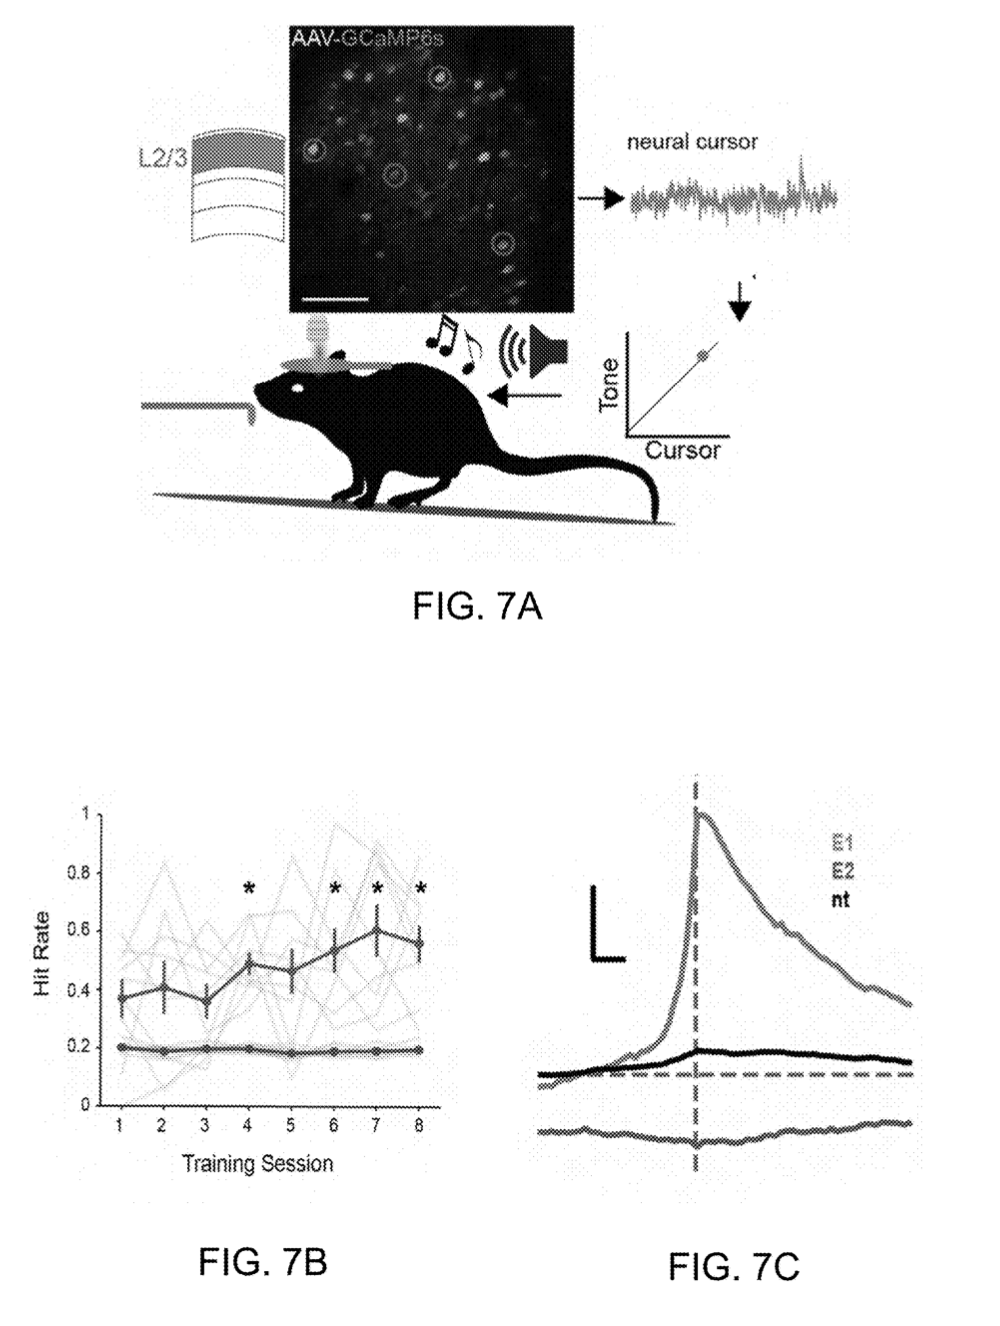 AAV-GCaMP6s
L2/3
neural cursor
Tone
Cursor
FIG. 7A
1
0.8
0.6
0.4
0.2
0
Hit Rate
* * * *
1 2 3 4 5 6 7 8
Training Session
FIG. 7B
E1
E2
nt
FIG. 7C